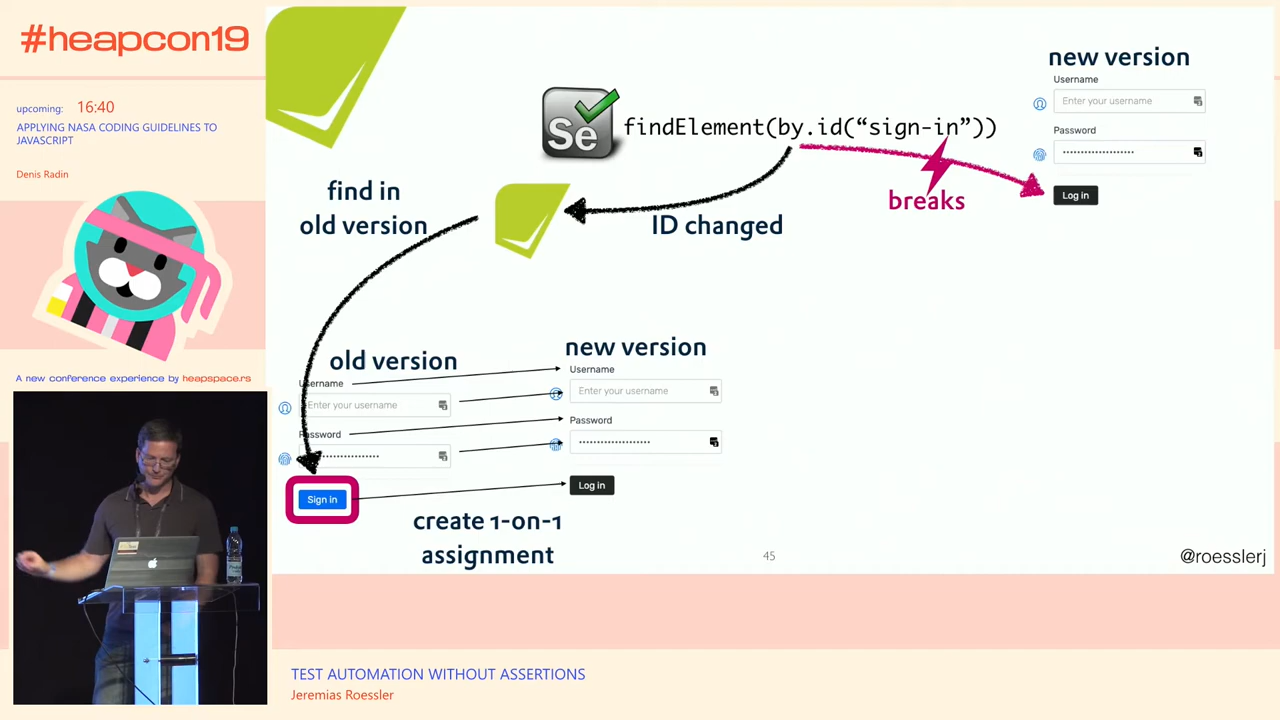 #heapcon19
upcoming: 16:40
APPLYING NASA CODING GUIDELINES TO
JAVASCRIPT
Denis Radin
A new conference experience by heapspace.rs
new version
Username
Enter your username
Password
Log in
Se
findElement(by.id(“sign-in”))
breaks
ID changed
find in
old version
old version
Username
Enter your username
Password
Sign in
new version
Username
Enter your username
Password
Log in
create 1-on-1
assignment
45
@roesslerj
TEST AUTOMATION WITHOUT ASSERTIONS
Jeremias Roessler